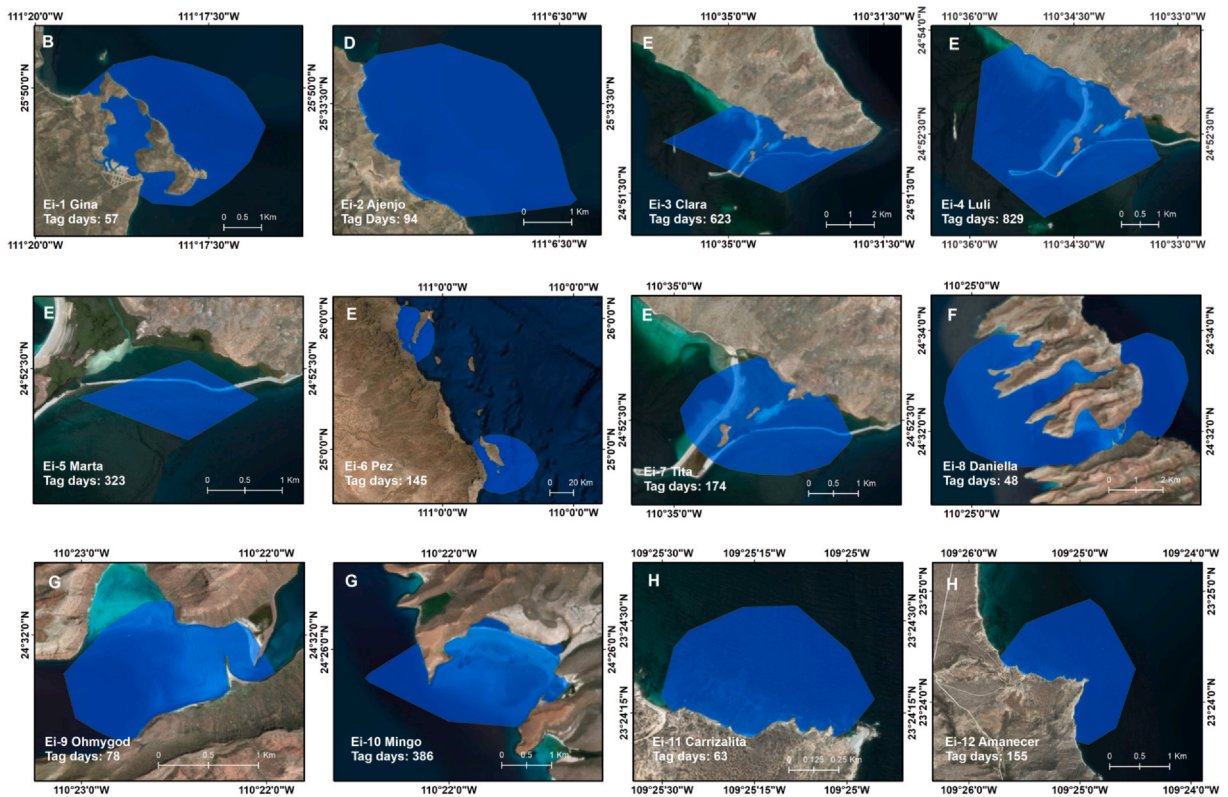 111°20'0"W 111°17'30"W
B
25°50'0"N 25°50'0"N
Ei-1 Gina
Tag days: 57
0 0.5 1 Km
111°20'0"W 111°17'30"W
111°6'30"W
D
25°33'30"N 25°33'30"N
Ei-2 Ajenjo
Tag Days: 94
0 1 Km
111°6'30"W
110°35'0"W 110°31'30"W
E
24°51'30"N 24°51'30"N
Ei-3 Clara
Tag days: 623
0 1 2 Km
110°35'0"W 110°31'30"W
110°36'0"W 110°34'30"W 110°33'0"W
E
24°54'0"N
24°52'30"N 24°52'30"N
Ei-4 Luli
Tag days: 829
0 0.5 1 Km
110°36'0"W 110°34'30"W 110°33'0"W
E
24°52'30"N 24°52'30"N
Ei-5 Marta
Tag days: 323
0 0.5 1 Km
111°0'0"W 110°0'0"W
E
26°0'0"N 26°0'0"N
25°0'0"N 25°0'0"N
Ei-6 Pez
Tag days: 145
0 20 Km
111°0'0"W 110°0'0"W
110°35'0"W
E
24°52'30"N 24°52'30"N
Ei-7 Tita
Tag days: 174
0 0.5 1 Km
110°35'0"W
110°25'0"W
F
24°34'0"N 24°34'0"N
24°32'0"N 24°32'0"N
Ei-8 Daniella
Tag days: 48
0 1 2 Km
110°25'0"W
110°23'0"W 110°22'0"W
G
24°32'0"N 24°32'0"N
Ei-9 Ohmygod
Tag days: 78
0 0.5 1 Km
110°23'0"W 110°22'0"W
110°22'0"W
G
24°26'0"N 24°26'0"N
Ei-10 Mingo
Tag days: 386
0 0.5 1 Km
110°22'0"W
109°25'30"W 109°25'15"W 109°25'W
H
23°24'30"N 23°24'30"N
23°24'15"N 23°24'15"N
Ei-11 Carrizalita
Tag days: 63
0 0.125 0.25 Km
109°25'30"W 109°25'15"W 109°25'W
109°26'0"W 109°25'0"W 109°24'0"W
H
23°25'0"N 23°25'0"N
23°24'0"N 23°24'0"N
Ei-12 Amanecer
Tag days: 155
0 0.5 1 Km
109°26'0"W 109°25'0"W 109°24'0"W